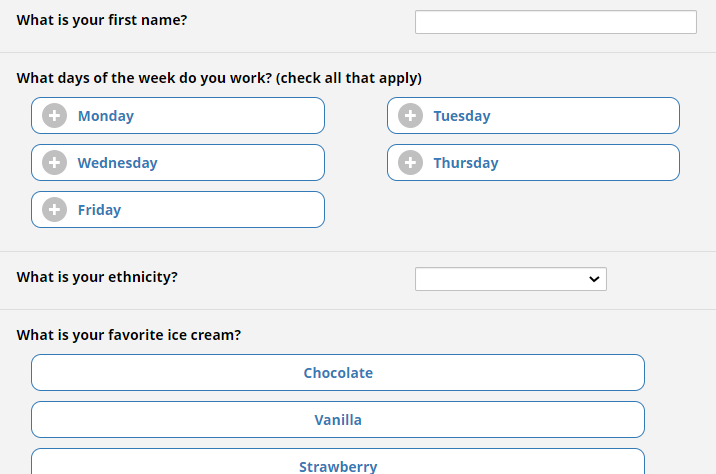 What is your first name?
What days of the week do you work? (check all that apply)
Monday
Tuesday
Wednesday
Thursday
Friday
What is your ethnicity?
What is your favorite ice cream?
Chocolate
Vanilla
Strawberry